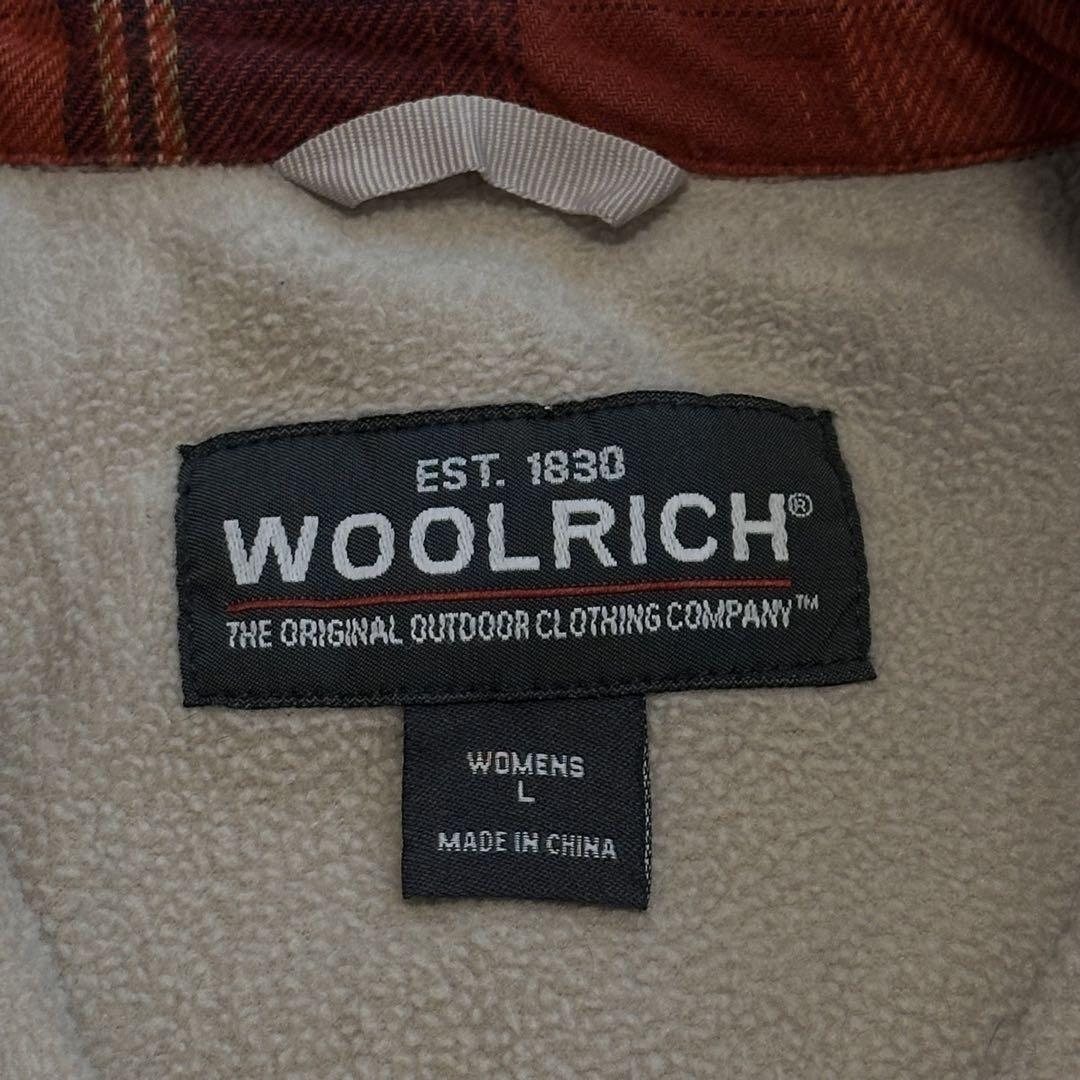 EST. 1830
WOOLRICH®
THE ORIGINAL OUTDOOR CLOTHING COMPANY™
WOMENS
L
MADE IN CHINA